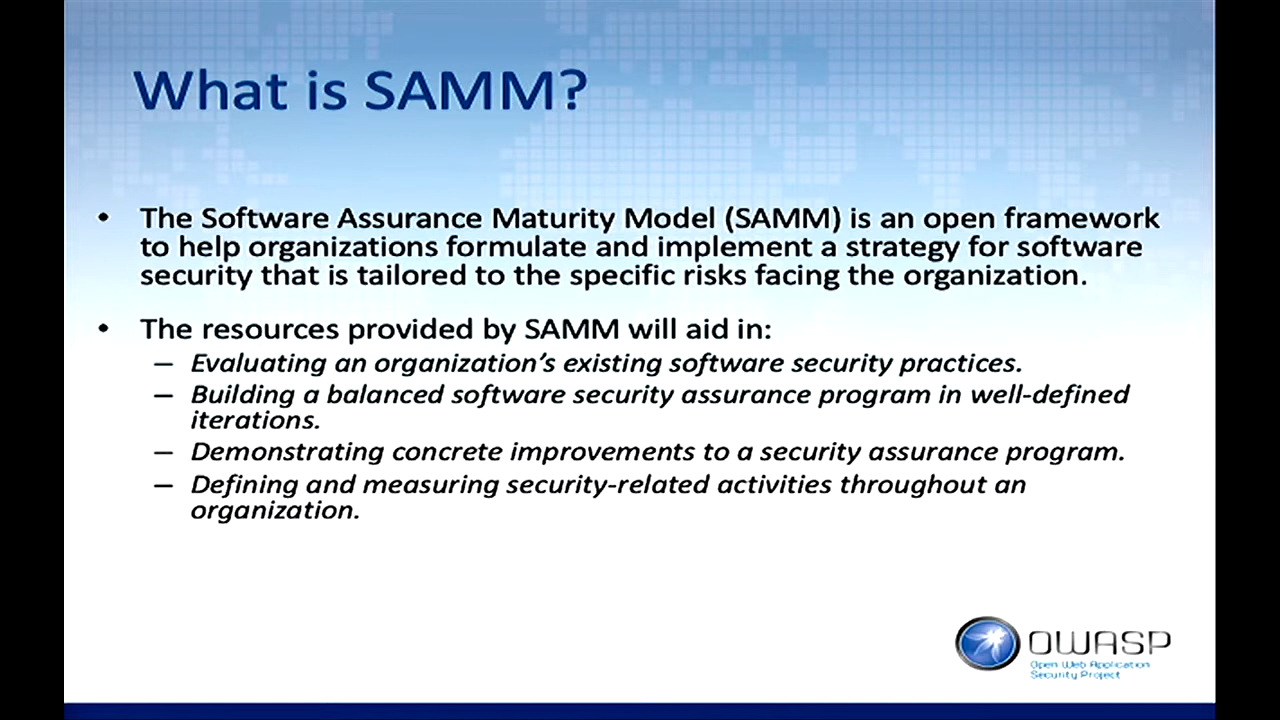 What is SAMM?
• The Software Assurance Maturity Model (SAMM) is an open framework
to help organizations formulate and implement a strategy for software
security that is tailored to the specific risks facing the organization.
• The resources provided by SAMM will aid in:
– Evaluating an organization’s existing software security practices.
– Building a balanced software security assurance program in well-defined
iterations.
– Demonstrating concrete improvements to a security assurance program.
– Defining and measuring security-related activities throughout an
organization.
OWASP
Open Web Application
Security Project